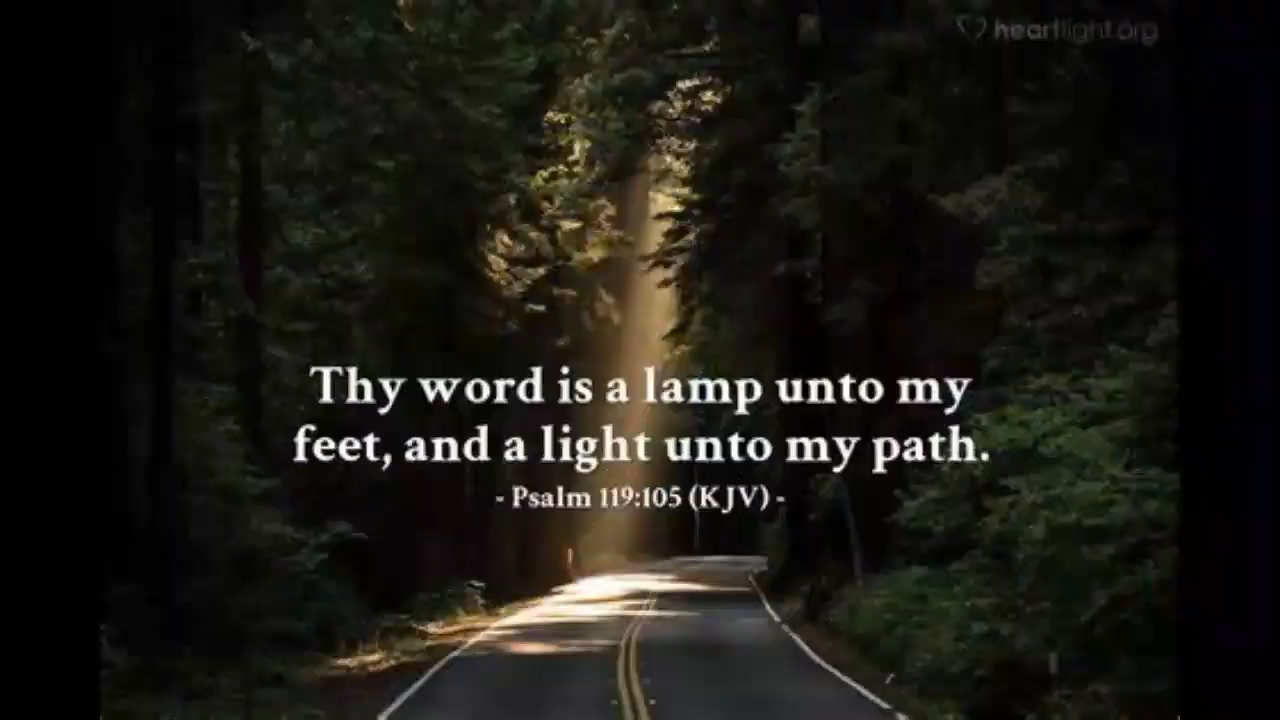 heartlight.org
Thy word is a lamp unto my
feet, and a light unto my path.
- Psalm 119:105 (KJV) -